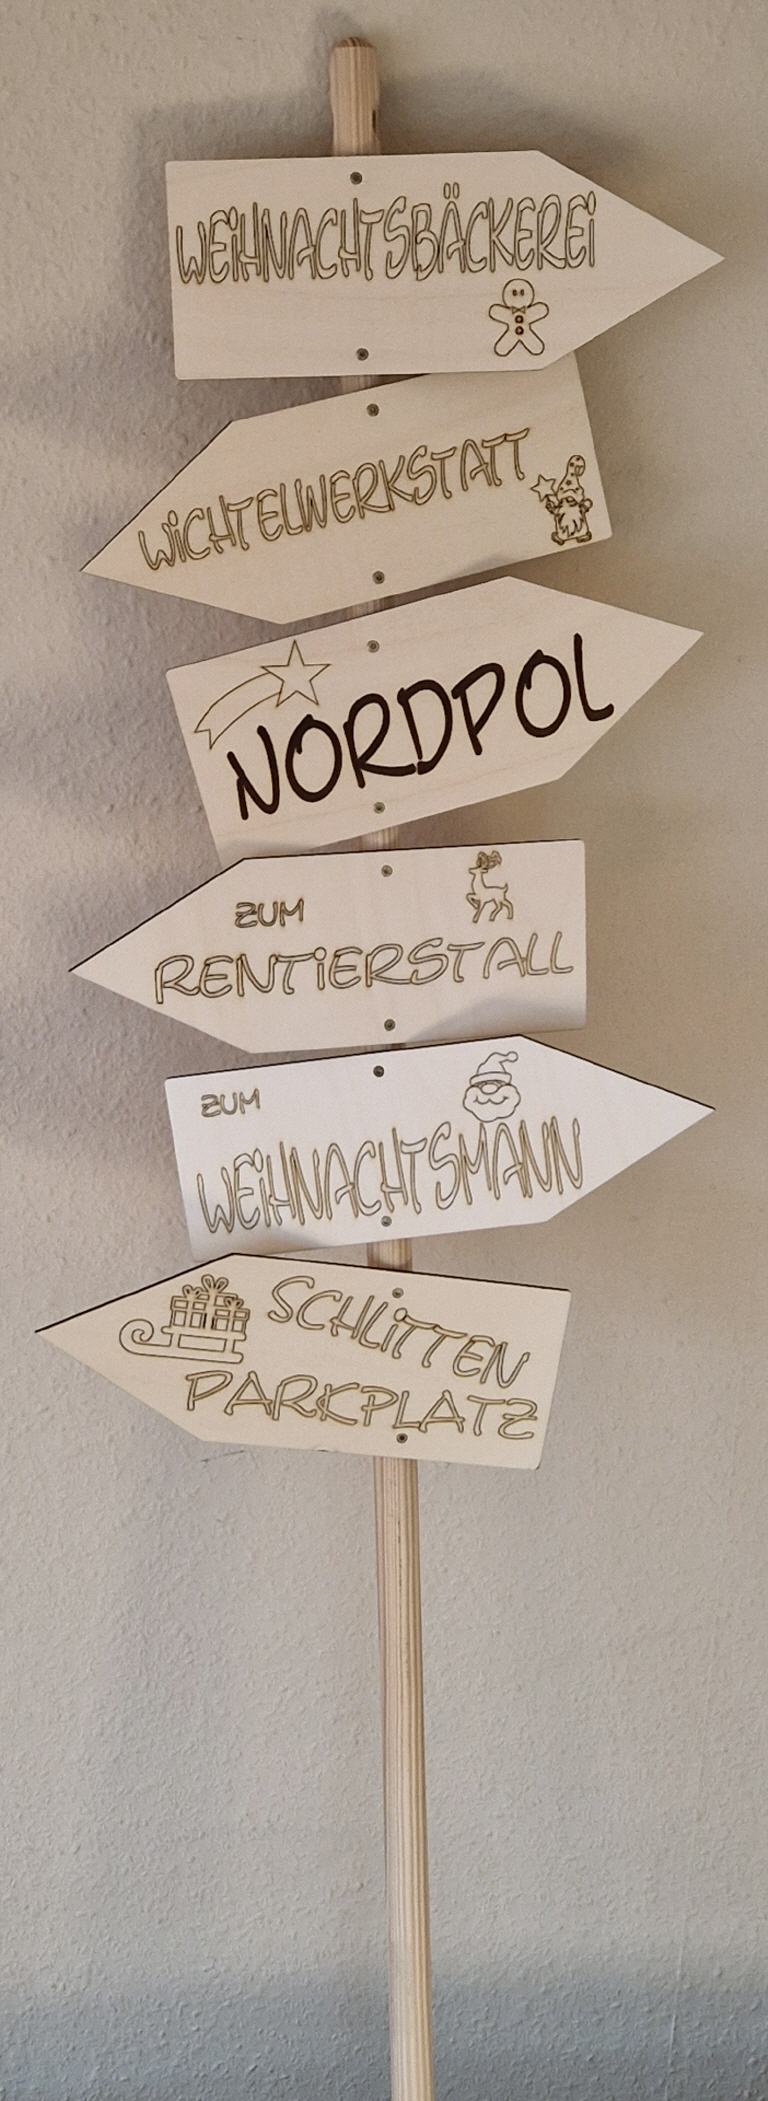 WEIHNACHTSBÄCKEREI
WICHTELWERKSTATT
NORDPOL
ZUM
RENTIERSTALL
ZUM
WEIHNACHTSMANN
SCHLITTEN
PARKPLATZ